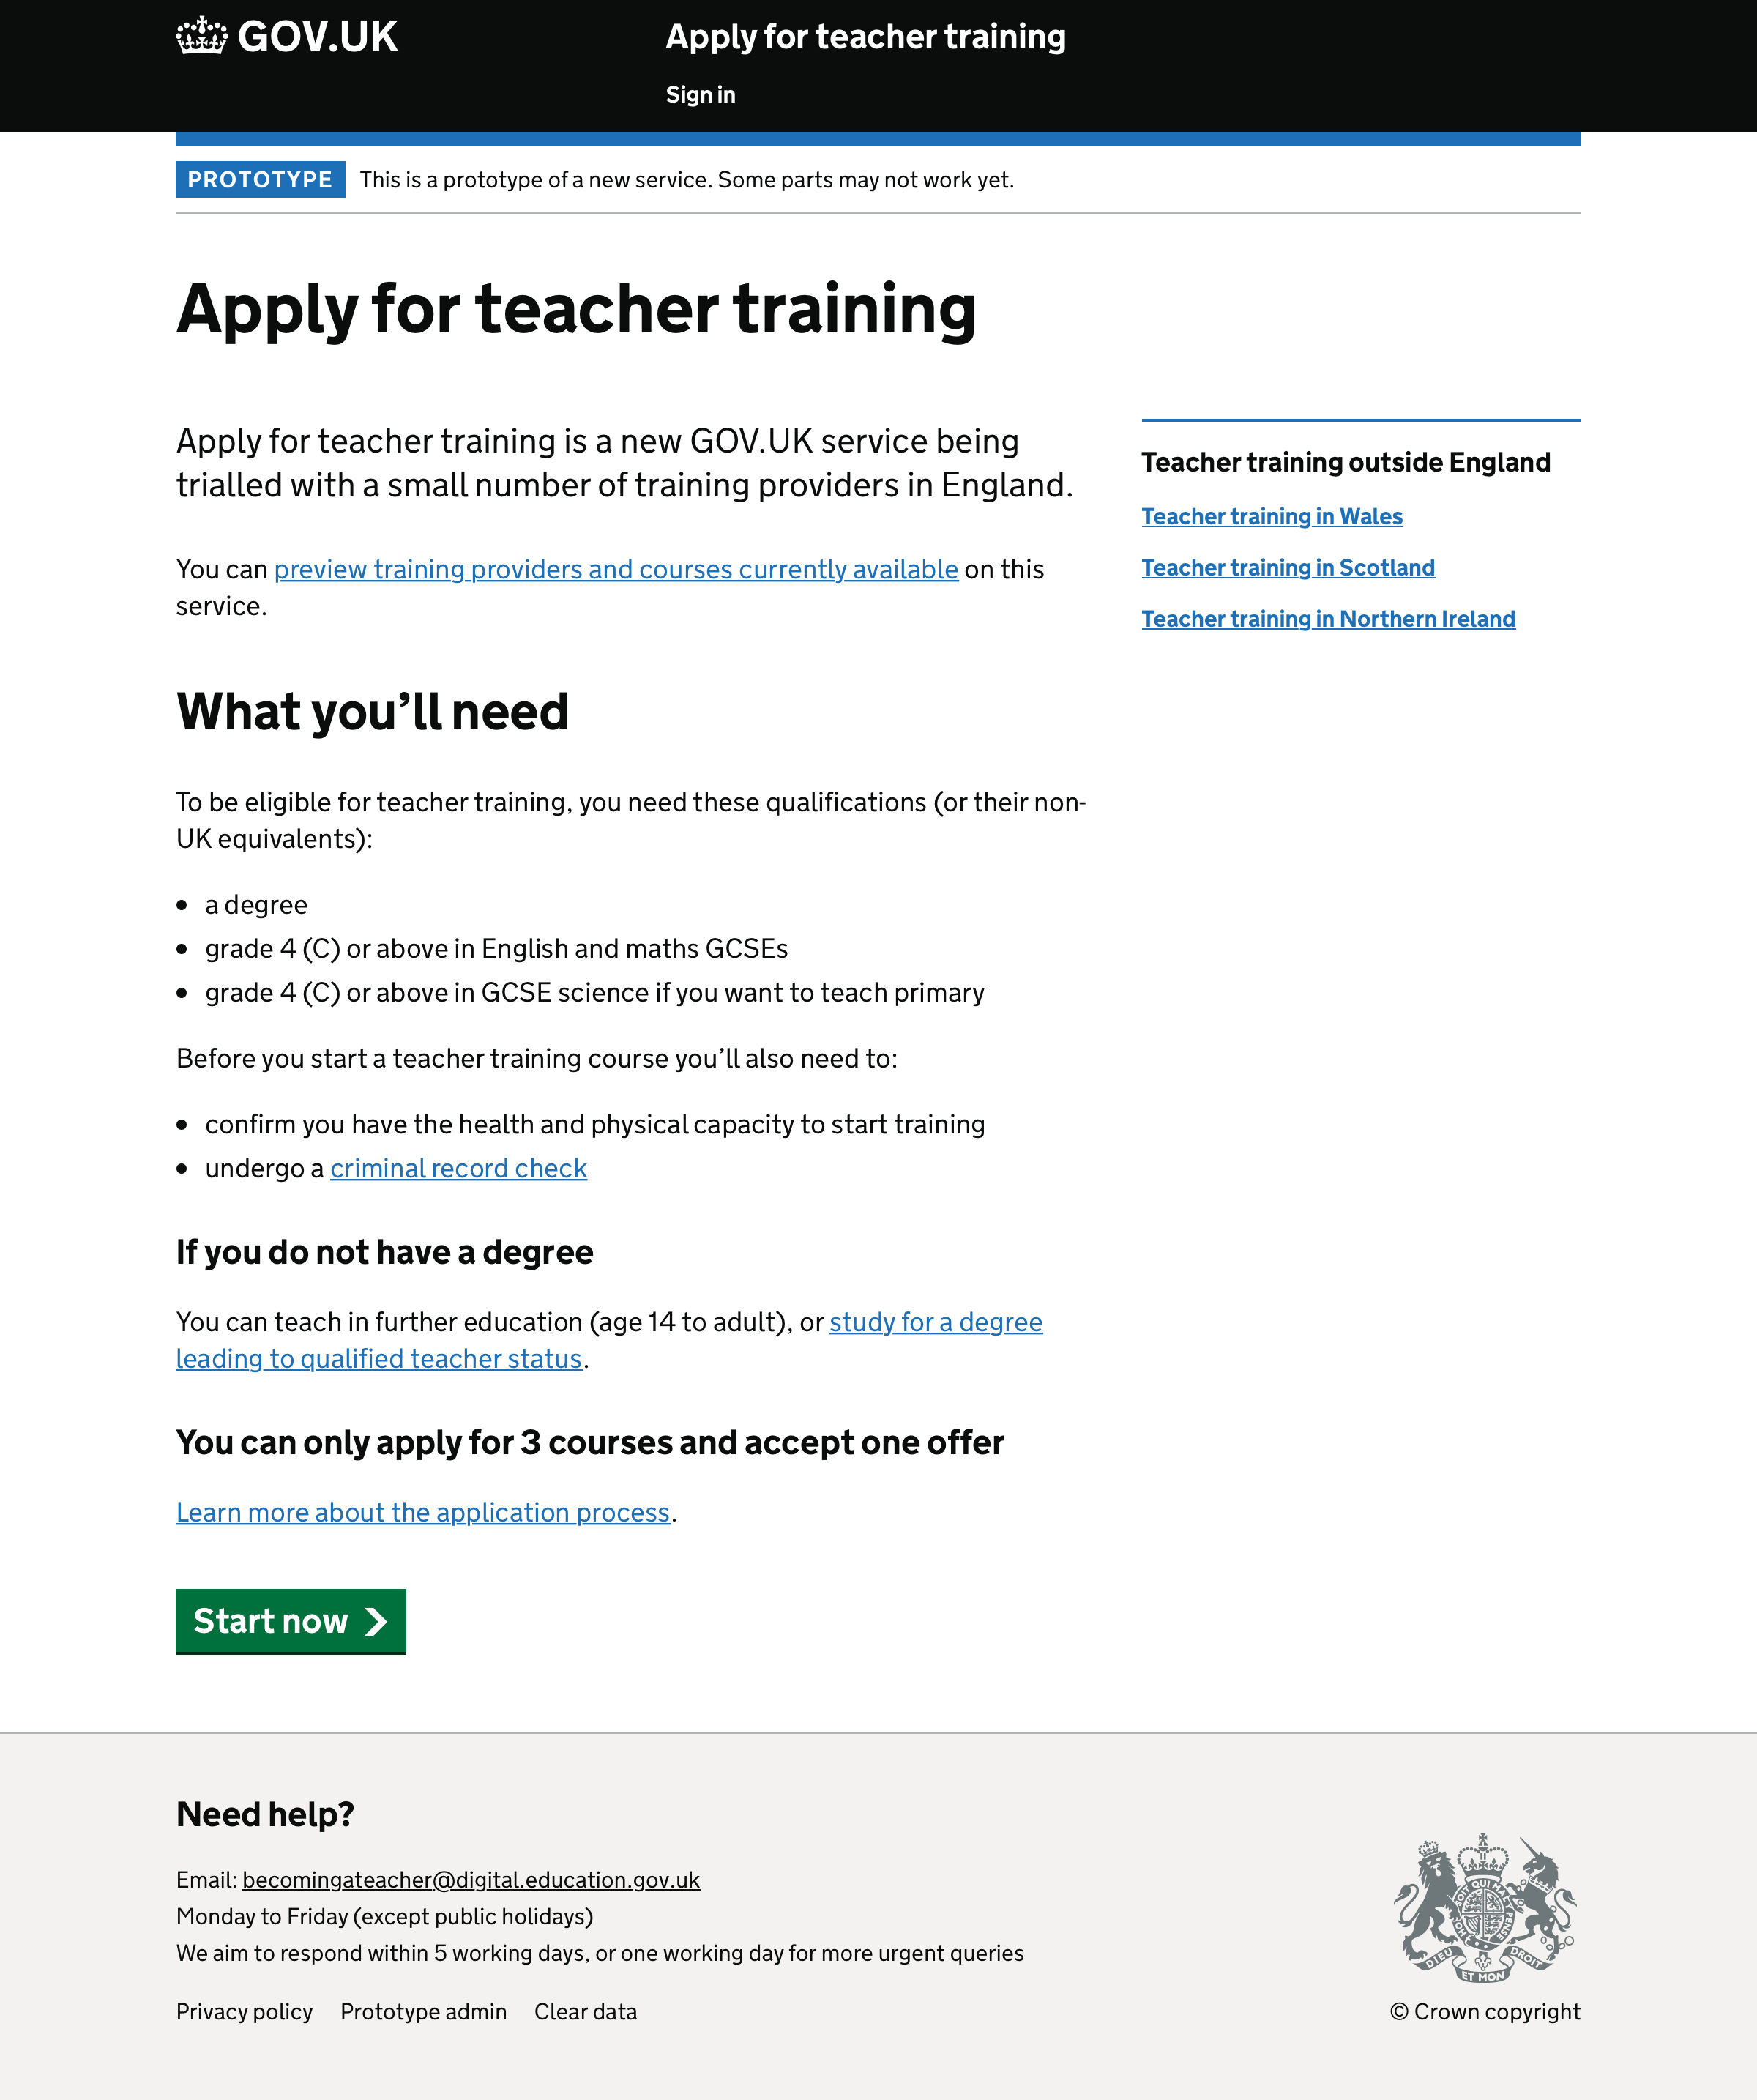 GOV.UK
Apply for teacher training
Sign in
PROTOTYPE This is a prototype of a new service. Some parts may not work yet.
Apply for teacher training
Apply for teacher training is a new GOV.UK service being
trialled with a small number of training providers in England.
You can preview training providers and courses currently available on this
service.
Teacher training outside England
Teacher training in Wales
Teacher training in Scotland
Teacher training in Northern Ireland
What you’ll need
To be eligible for teacher training, you need these qualifications (or their non-
UK equivalents):
• a degree
• grade 4 (C) or above in English and maths GCSEs
• grade 4 (C) or above in GCSE science if you want to teach primary
Before you start a teacher training course you’ll also need to:
• confirm you have the health and physical capacity to start training
• undergo a criminal record check
If you do not have a degree
You can teach in further education (age 14 to adult), or study for a degree
leading to qualified teacher status.
You can only apply for 3 courses and accept one offer
Learn more about the application process.
Start now
Need help?
Email: becomingateacher@digital.education.gov.uk
Monday to Friday (except public holidays)
We aim to respond within 5 working days, or one working day for more urgent queries
Privacy policy Prototype admin Clear data
DIEU ET MON DROIT
© Crown copyright